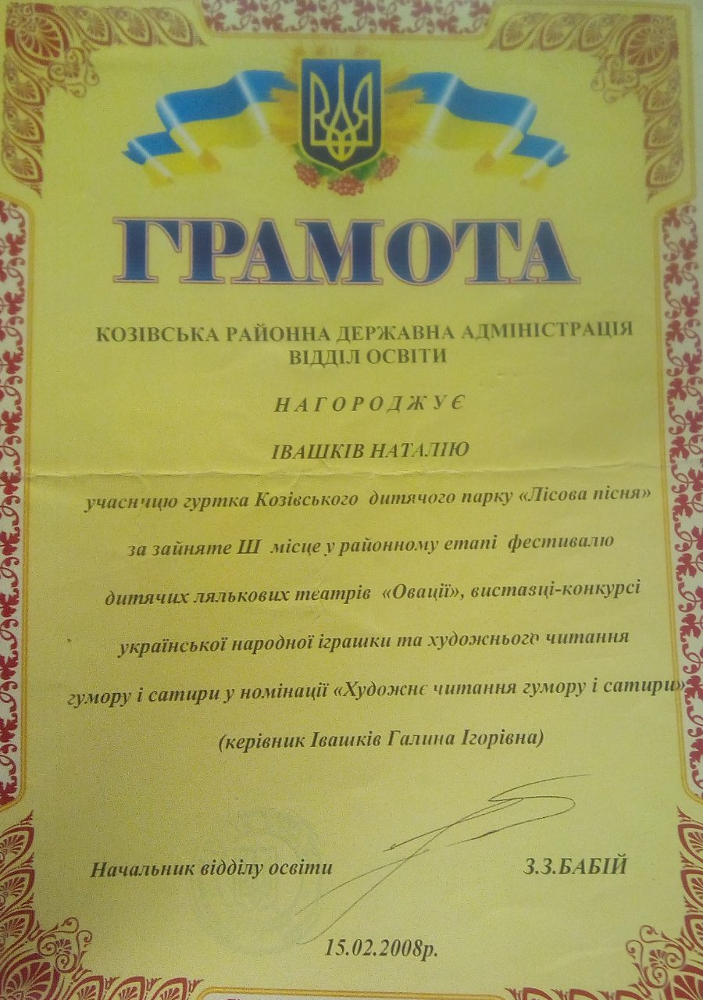 ГРАМОТА
КОЗІВСЬКА РАЙОННА ДЕРЖАВНА АДМІНІСТРАЦІЯ
ВІДДІЛ ОСВІТИ
НАГОРОДЖУЄ
ІВАШКІВ НАТАЛІЮ
учасницю гуртка Козівського дитячого парку «Лісова пісня»
за зайняте Ш місце у районному етапі фестивалю
дитячих лялькових театрів «Овації», виставці-конкурсі
української народної іграшки та художнього читання
гумору і сатири у номінації «Художнє читання гумору і сатири»
(керівник Івашків Галина Ігорівна)
Начальник відділу освіти З.З.БАБІЙ
15.02.2008р.